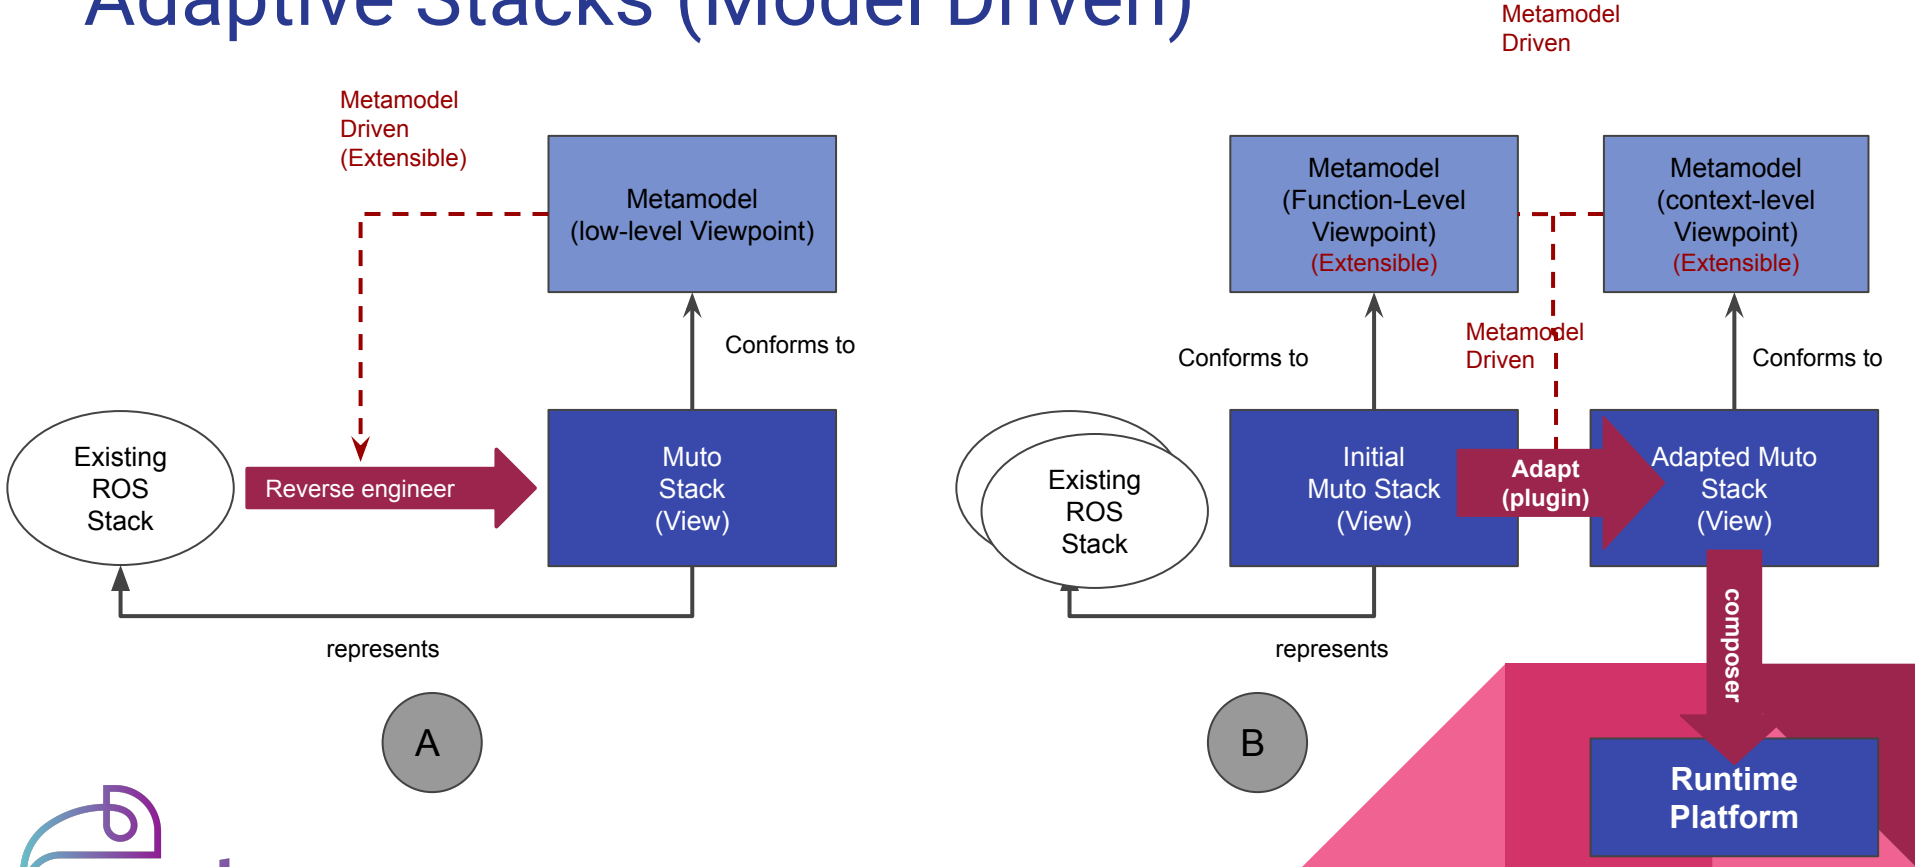 Adaptive Stacks (Model Driven)
Metamodel
Driven
Metamodel
Driven
(Extensible)
Metamodel
(low-level Viewpoint)
Conforms to
Existing
ROS
Stack
Reverse engineer
Muto
Stack
(View)
represents
A
Metamodel
(Function-Level
Viewpoint)
(Extensible)
Metamodel
(context-level
Viewpoint)
(Extensible)
Conforms to
Metamodel
Driven
Conforms to
Existing
ROS
Stack
Initial
Muto Stack
(View)
Adapt
(plugin)
Adapted Muto
Stack
(View)
represents
composer
B
Runtime
Platform